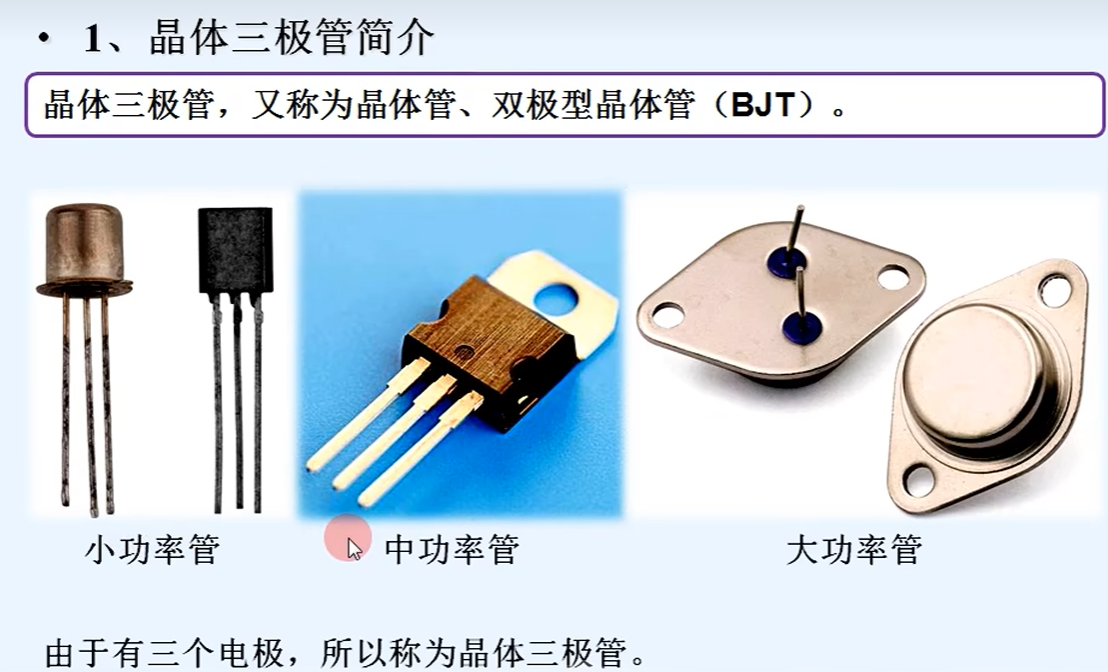 • 1、晶体三极管简介
晶体三极管，又称为晶体管、双极型晶体管（BJT）。
小功率管
中功率管
大功率管
由于有三个电极，所以称为晶体三极管。